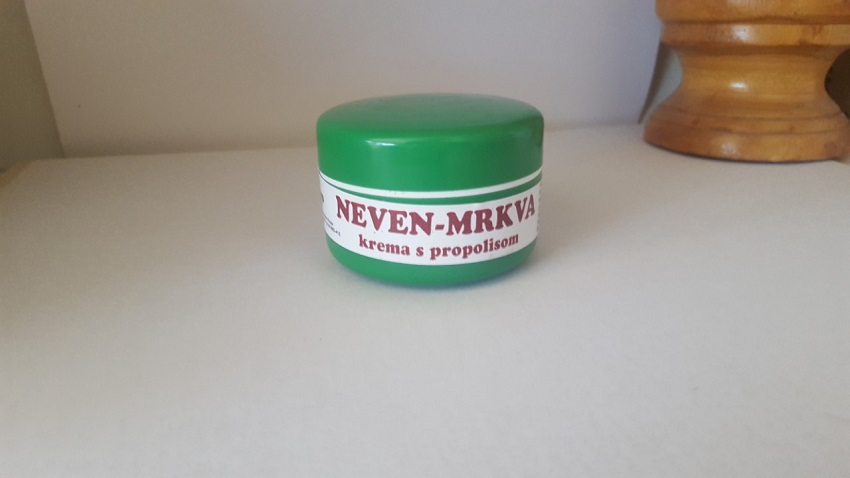 NEVEN-MRKVA
krema s propolisom